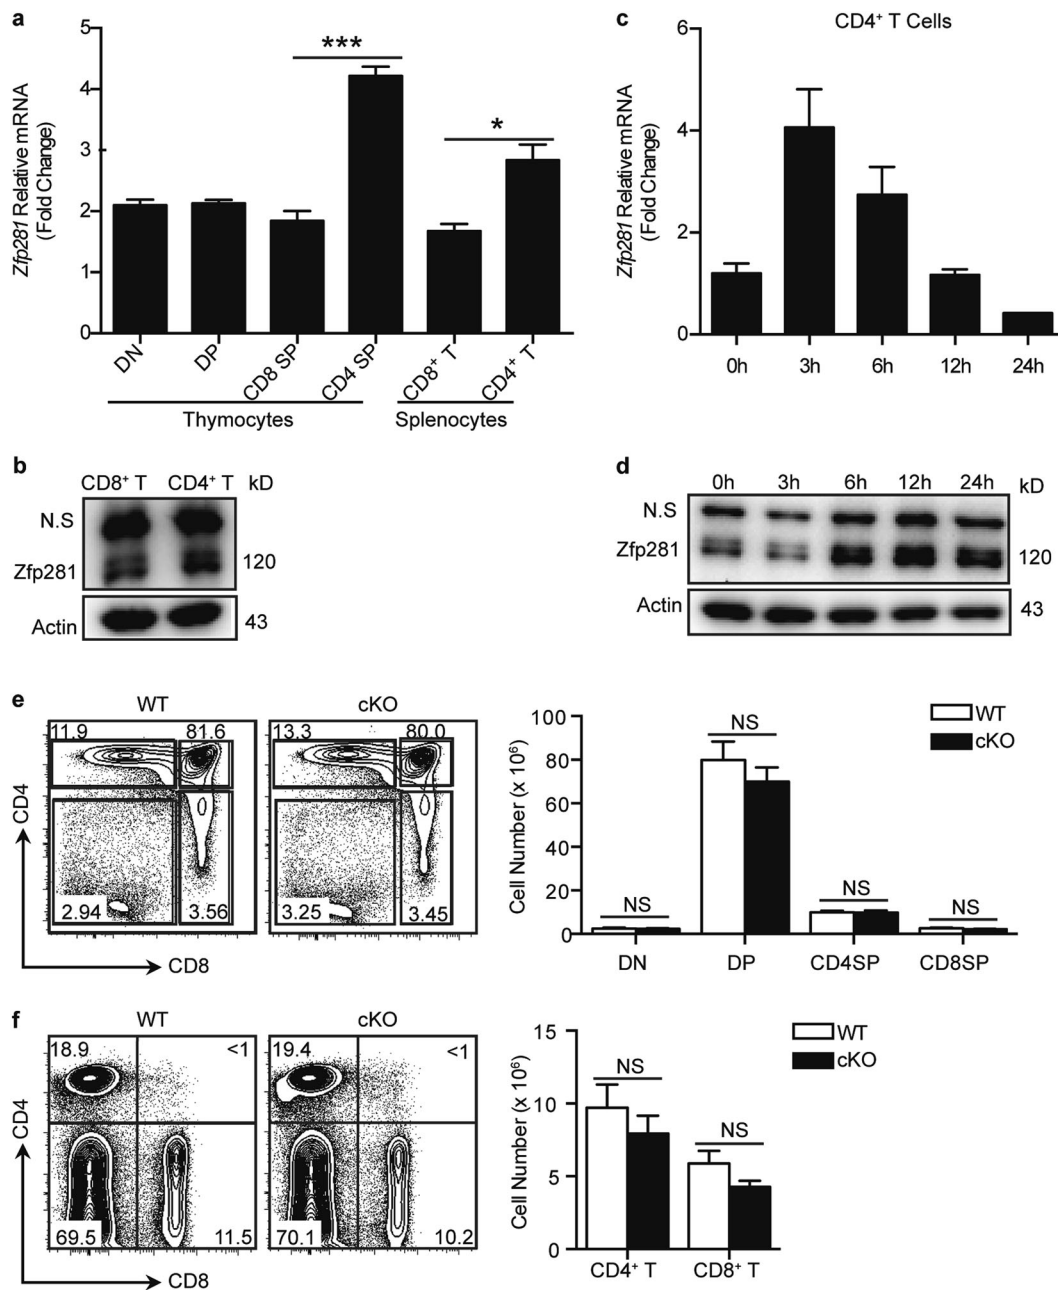 a
Zfp281 Relative mRNA
(Fold Change)
5
4
3
2
1
0
***
*
DN
DP
CD8 SP
CD4 SP
CD8⁺ T
CD4⁺ T
Thymocytes
Splenocytes
c
CD4⁺ T Cells
Zfp281 Relative mRNA
(Fold Change)
6
4
2
0
0h 3h 6h 12h 24h
b
CD8⁺ T CD4⁺ T kD
N.S
Zfp281 120
Actin 43
d
0h 3h 6h 12h 24h kD
N.S
Zfp281 120
Actin 43
e
WT cKO
11.9 81.6
2.94 3.56
13.3 80.0
3.25 3.45
CD4
CD8
Cell Number (x 10⁶)
100
80
60
40
20
0
NS
NS
NS
NS
WT
cKO
DN DP CD4SP CD8SP
f
WT cKO
18.9 <1
69.5 11.5
19.4 <1
70.1 10.2
CD4
CD8
Cell Number (x 10⁶)
15
10
5
0
NS
NS
WT
cKO
CD4⁺ T CD8⁺ T